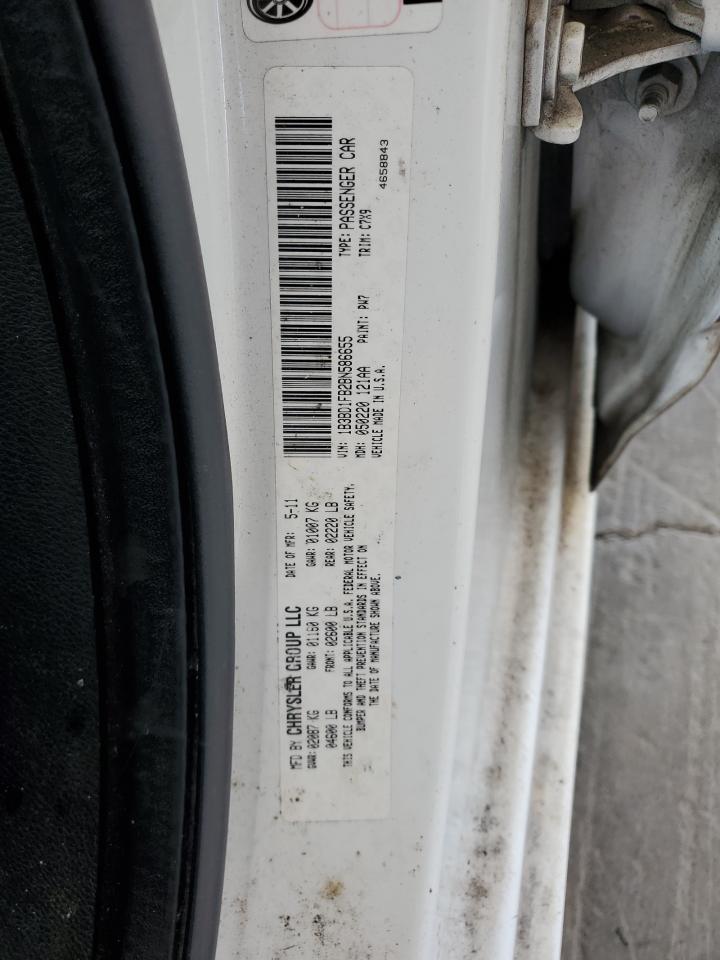 MFD BY CHRYSLER GROUP LLC DATE OF MFR: 5-11
GVWR: 02087 KG GAWR: 01160 KG GAWR: 01007 KG
04600 LB FRONT: 02600 LB REAR: 02220 LB
THIS VEHICLE CONFORMS TO ALL APPLICABLE U.S.A. FEDERAL MOTOR VEHICLE SAFETY,
BUMPER AND THEFT PREVENTION STANDARDS IN EFFECT ON
THE DATE OF MANUFACTURE SHOWN ABOVE.
VIN: 1B3BD1FB2BN586655 TYPE: PASSENGER CAR
MDH: 050220 121AA PAINT: PW7 TRIM: C7X9
VEHICLE MADE IN U.S.A. 4658843